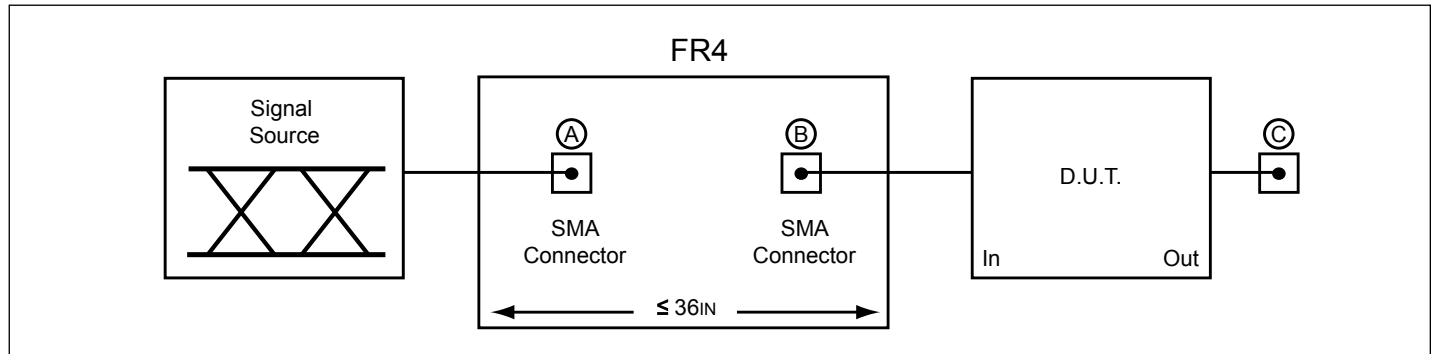 FR4
Signal
Source
A
B
C
SMA
Connector
SMA
Connector
D.U.T.
In
Out
≤ 36IN